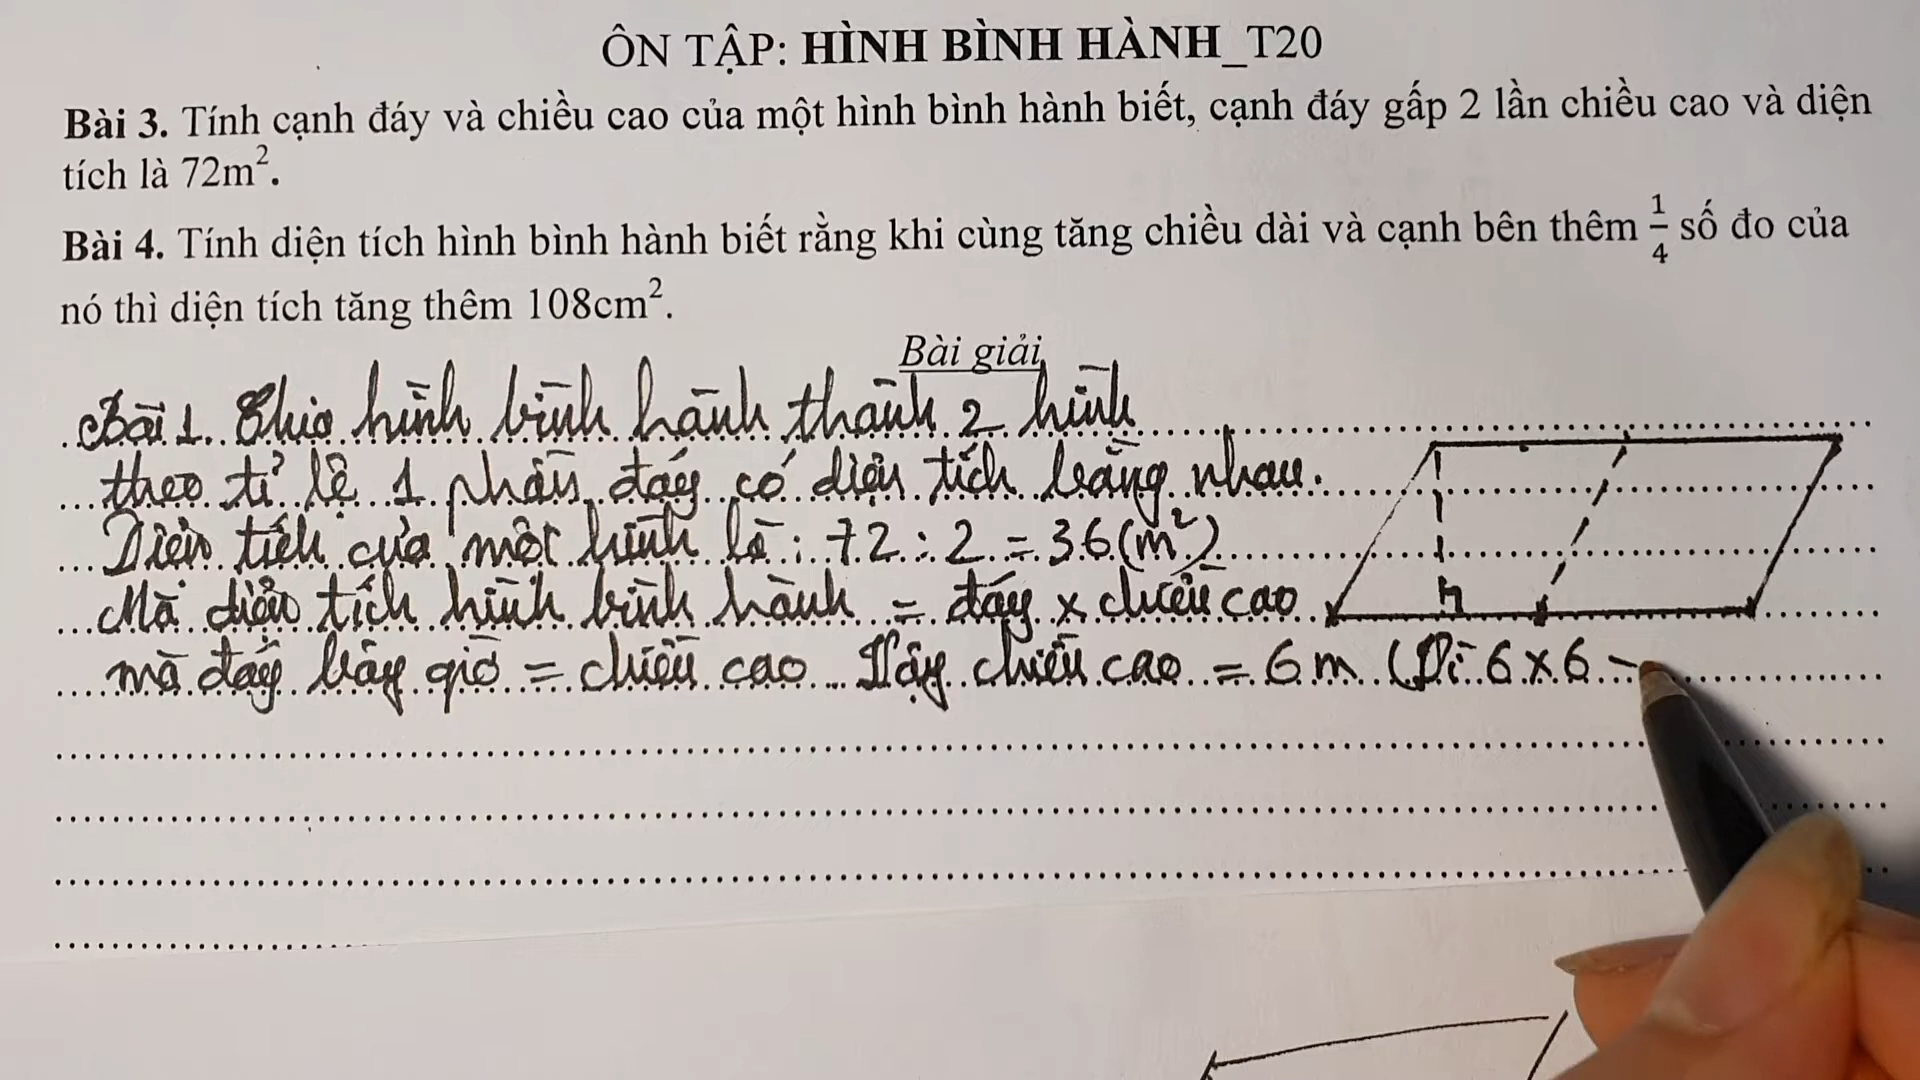 ÔN TẬP: HÌNH BÌNH HÀNH_T20
Bài 3. Tính cạnh đáy và chiều cao của một hình bình hành biết, cạnh đáy gấp 2 lần chiều cao và diện
tích là 72m².
Bài 4. Tính diện tích hình bình hành biết rằng khi cùng tăng chiều dài và cạnh bên thêm 1/4 số đo của
nó thì diện tích tăng thêm 108cm².
Bài giải
Bài 1. Chia hình bình hành thành 2 hình
theo tỉ lệ 1 phần đáy có diện tích bằng nhau.
Diện tích của một hình là: 72 : 2 = 36 (m²)
Mà diện tích hình bình hành = đáy x chiều cao
mà đáy bây giờ = chiều cao. Vậy chiều cao = 6 m (Vì 6 x 6 -